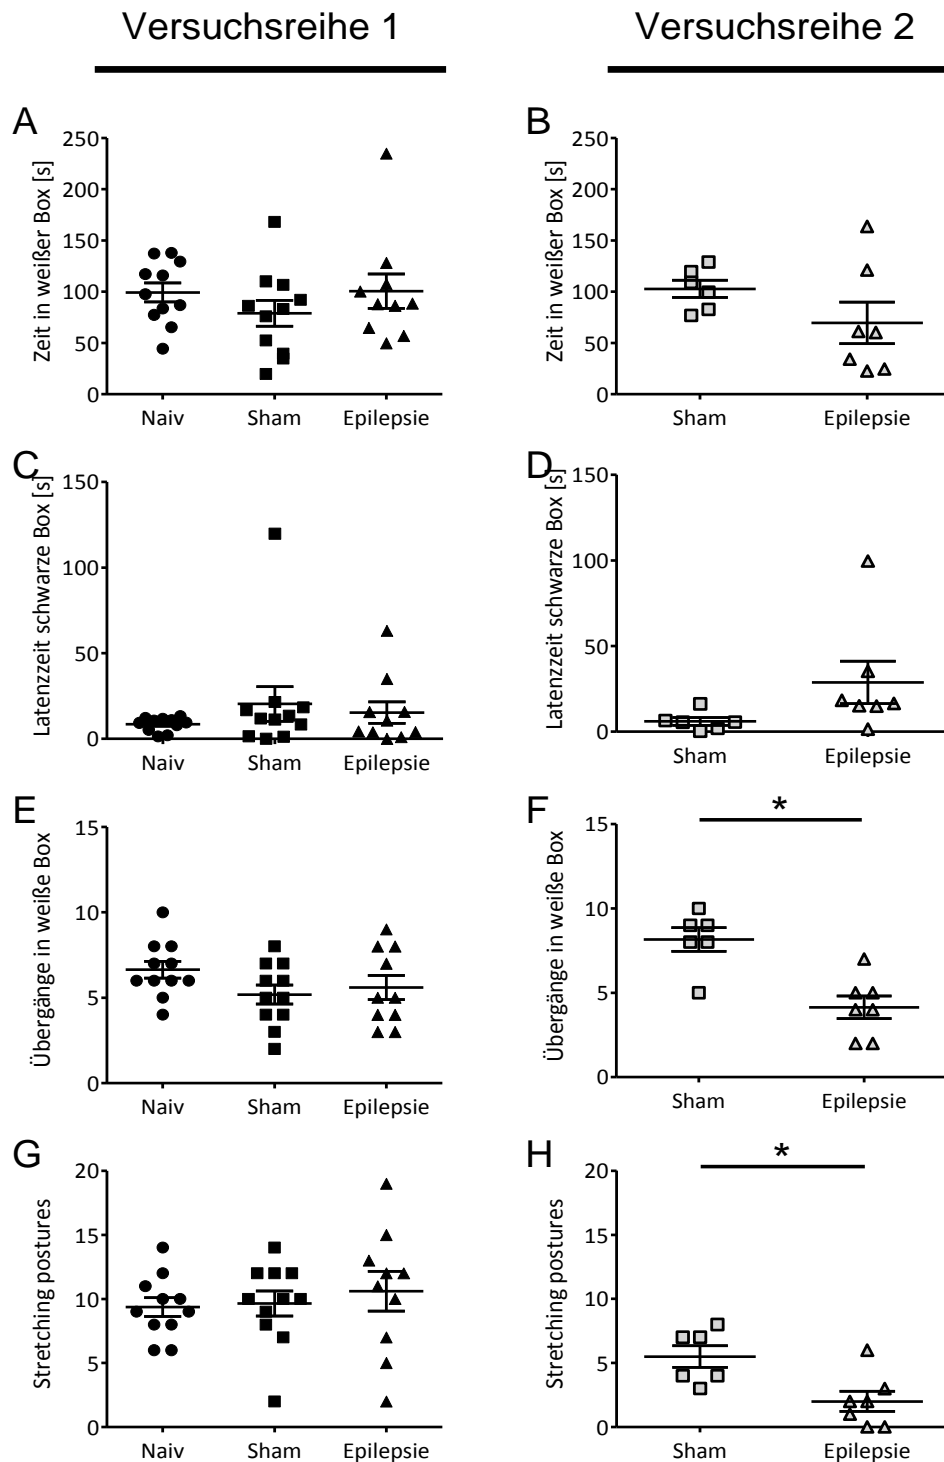 Versuchsreihe 1
Versuchsreihe 2
A
Zeit in weißer Box [s]
250
200
150
100
50
0
Naiv Sham Epilepsie
B
Zeit in weißer Box [s]
250
200
150
100
50
0
Sham Epilepsie
C
Latenzzeit schwarze Box [s]
150
100
50
0
Naiv Sham Epilepsie
D
Latenzzeit schwarze Box [s]
150
100
50
0
Sham Epilepsie
E
Übergänge in weiße Box
15
10
5
0
Naiv Sham Epilepsie
F
Übergänge in weiße Box
15
10
5
0
*
Sham Epilepsie
G
Stretching postures
20
15
10
5
0
Naiv Sham Epilepsie
H
Stretching postures
20
15
10
5
0
*
Sham Epilepsie